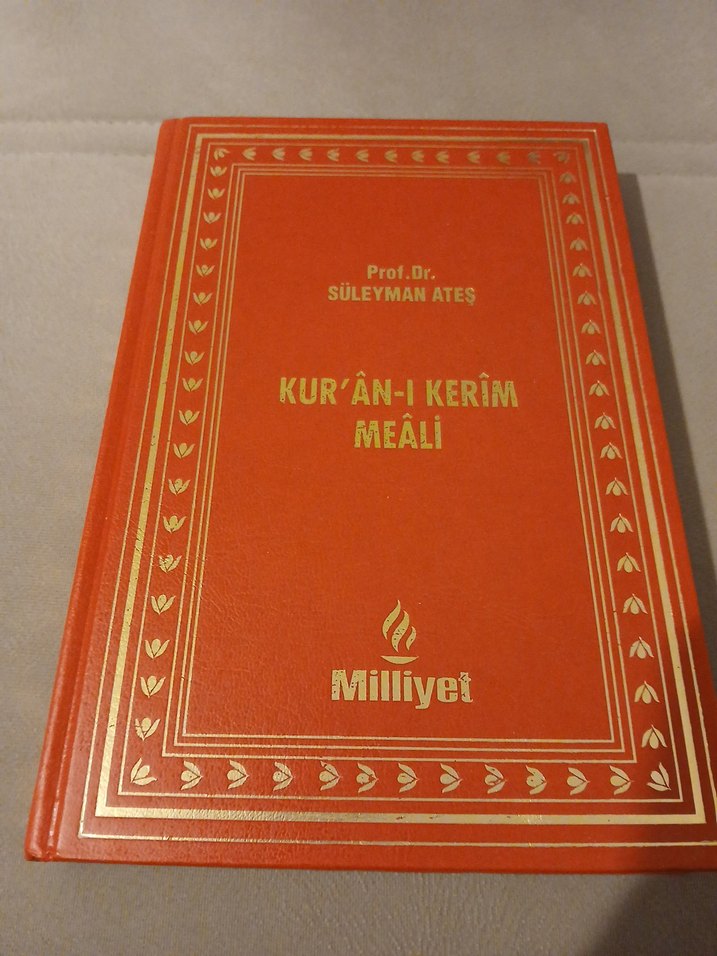 Prof.Dr.
SÜLEYMAN ATEŞ
KUR'ÂN-I KERÎM
MEÂLİ
Milliyet